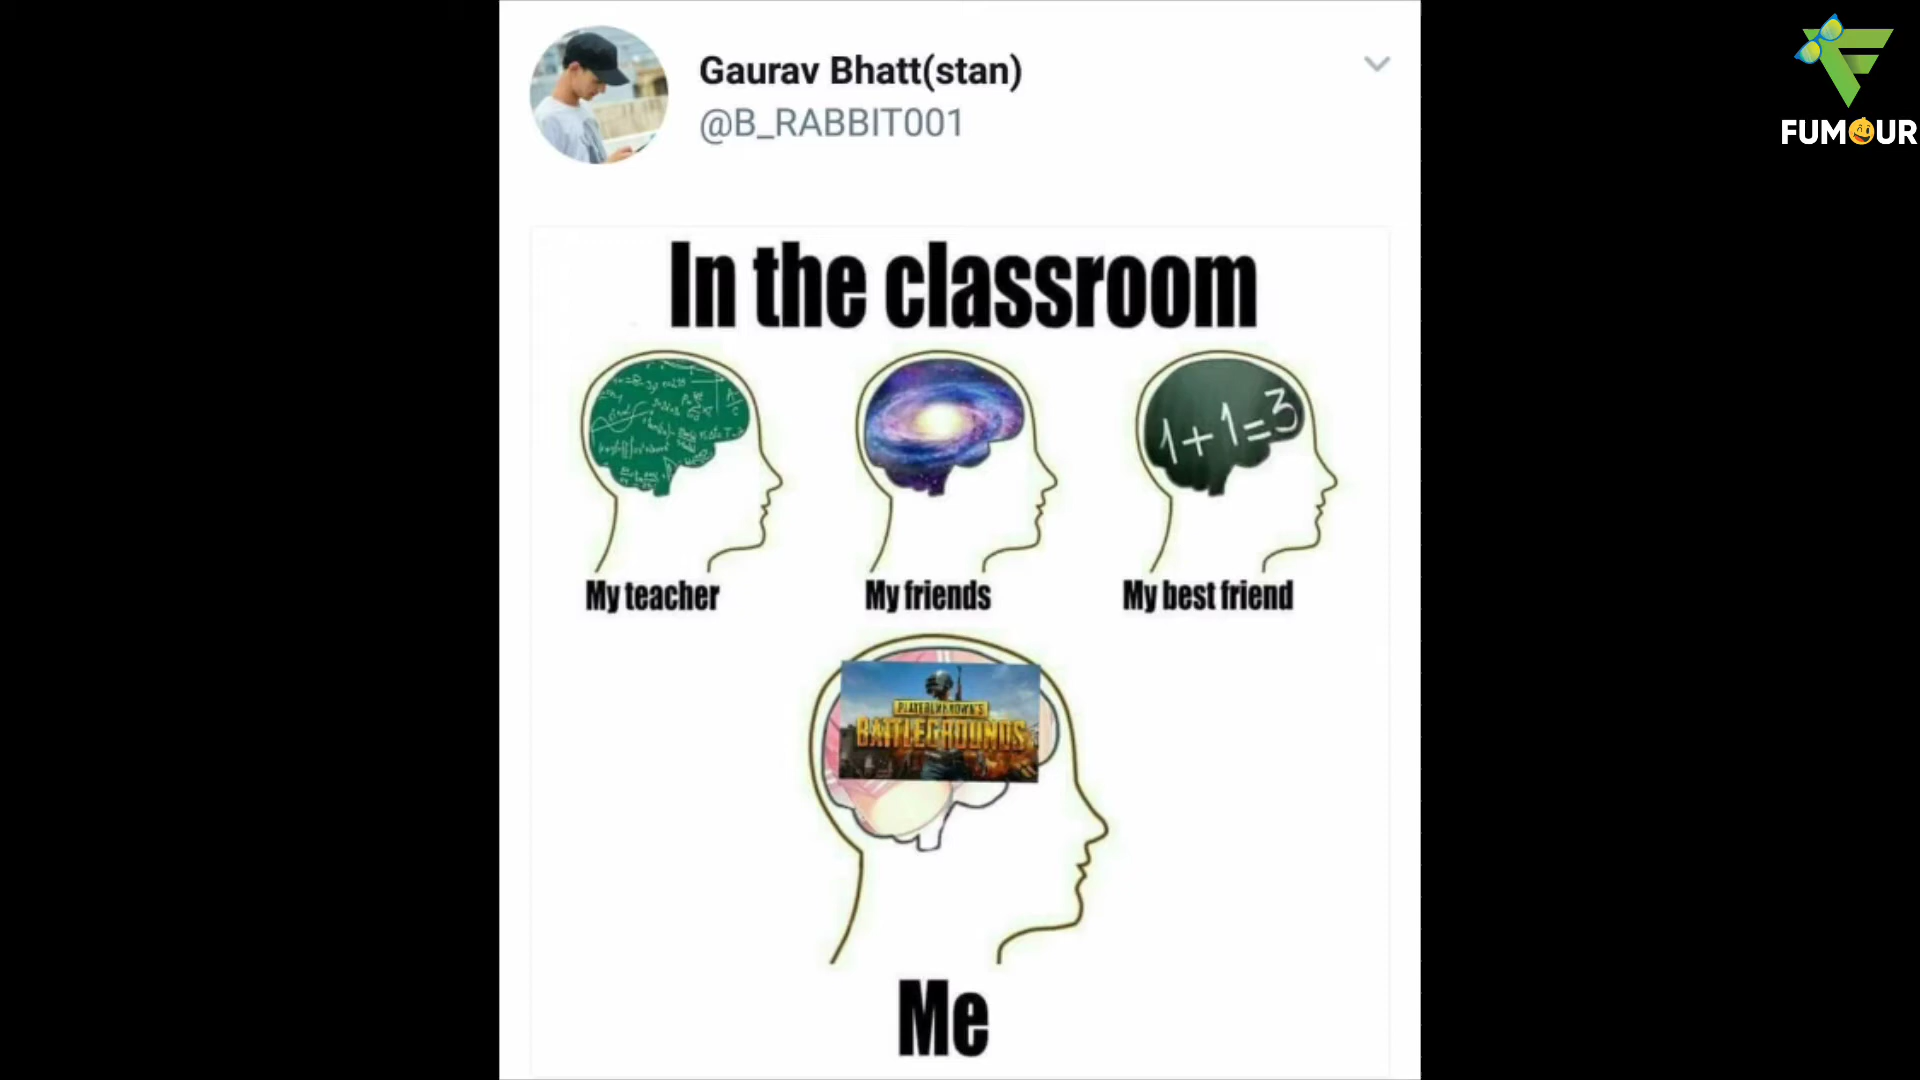 Gaurav Bhatt(stan)
@B_RABBIT001
FUMOUR
In the classroom
1+1=3
My teacher
My friends
My best friend
PLAYERUNKNOWN'S
BATTLEGROUNDS
Me